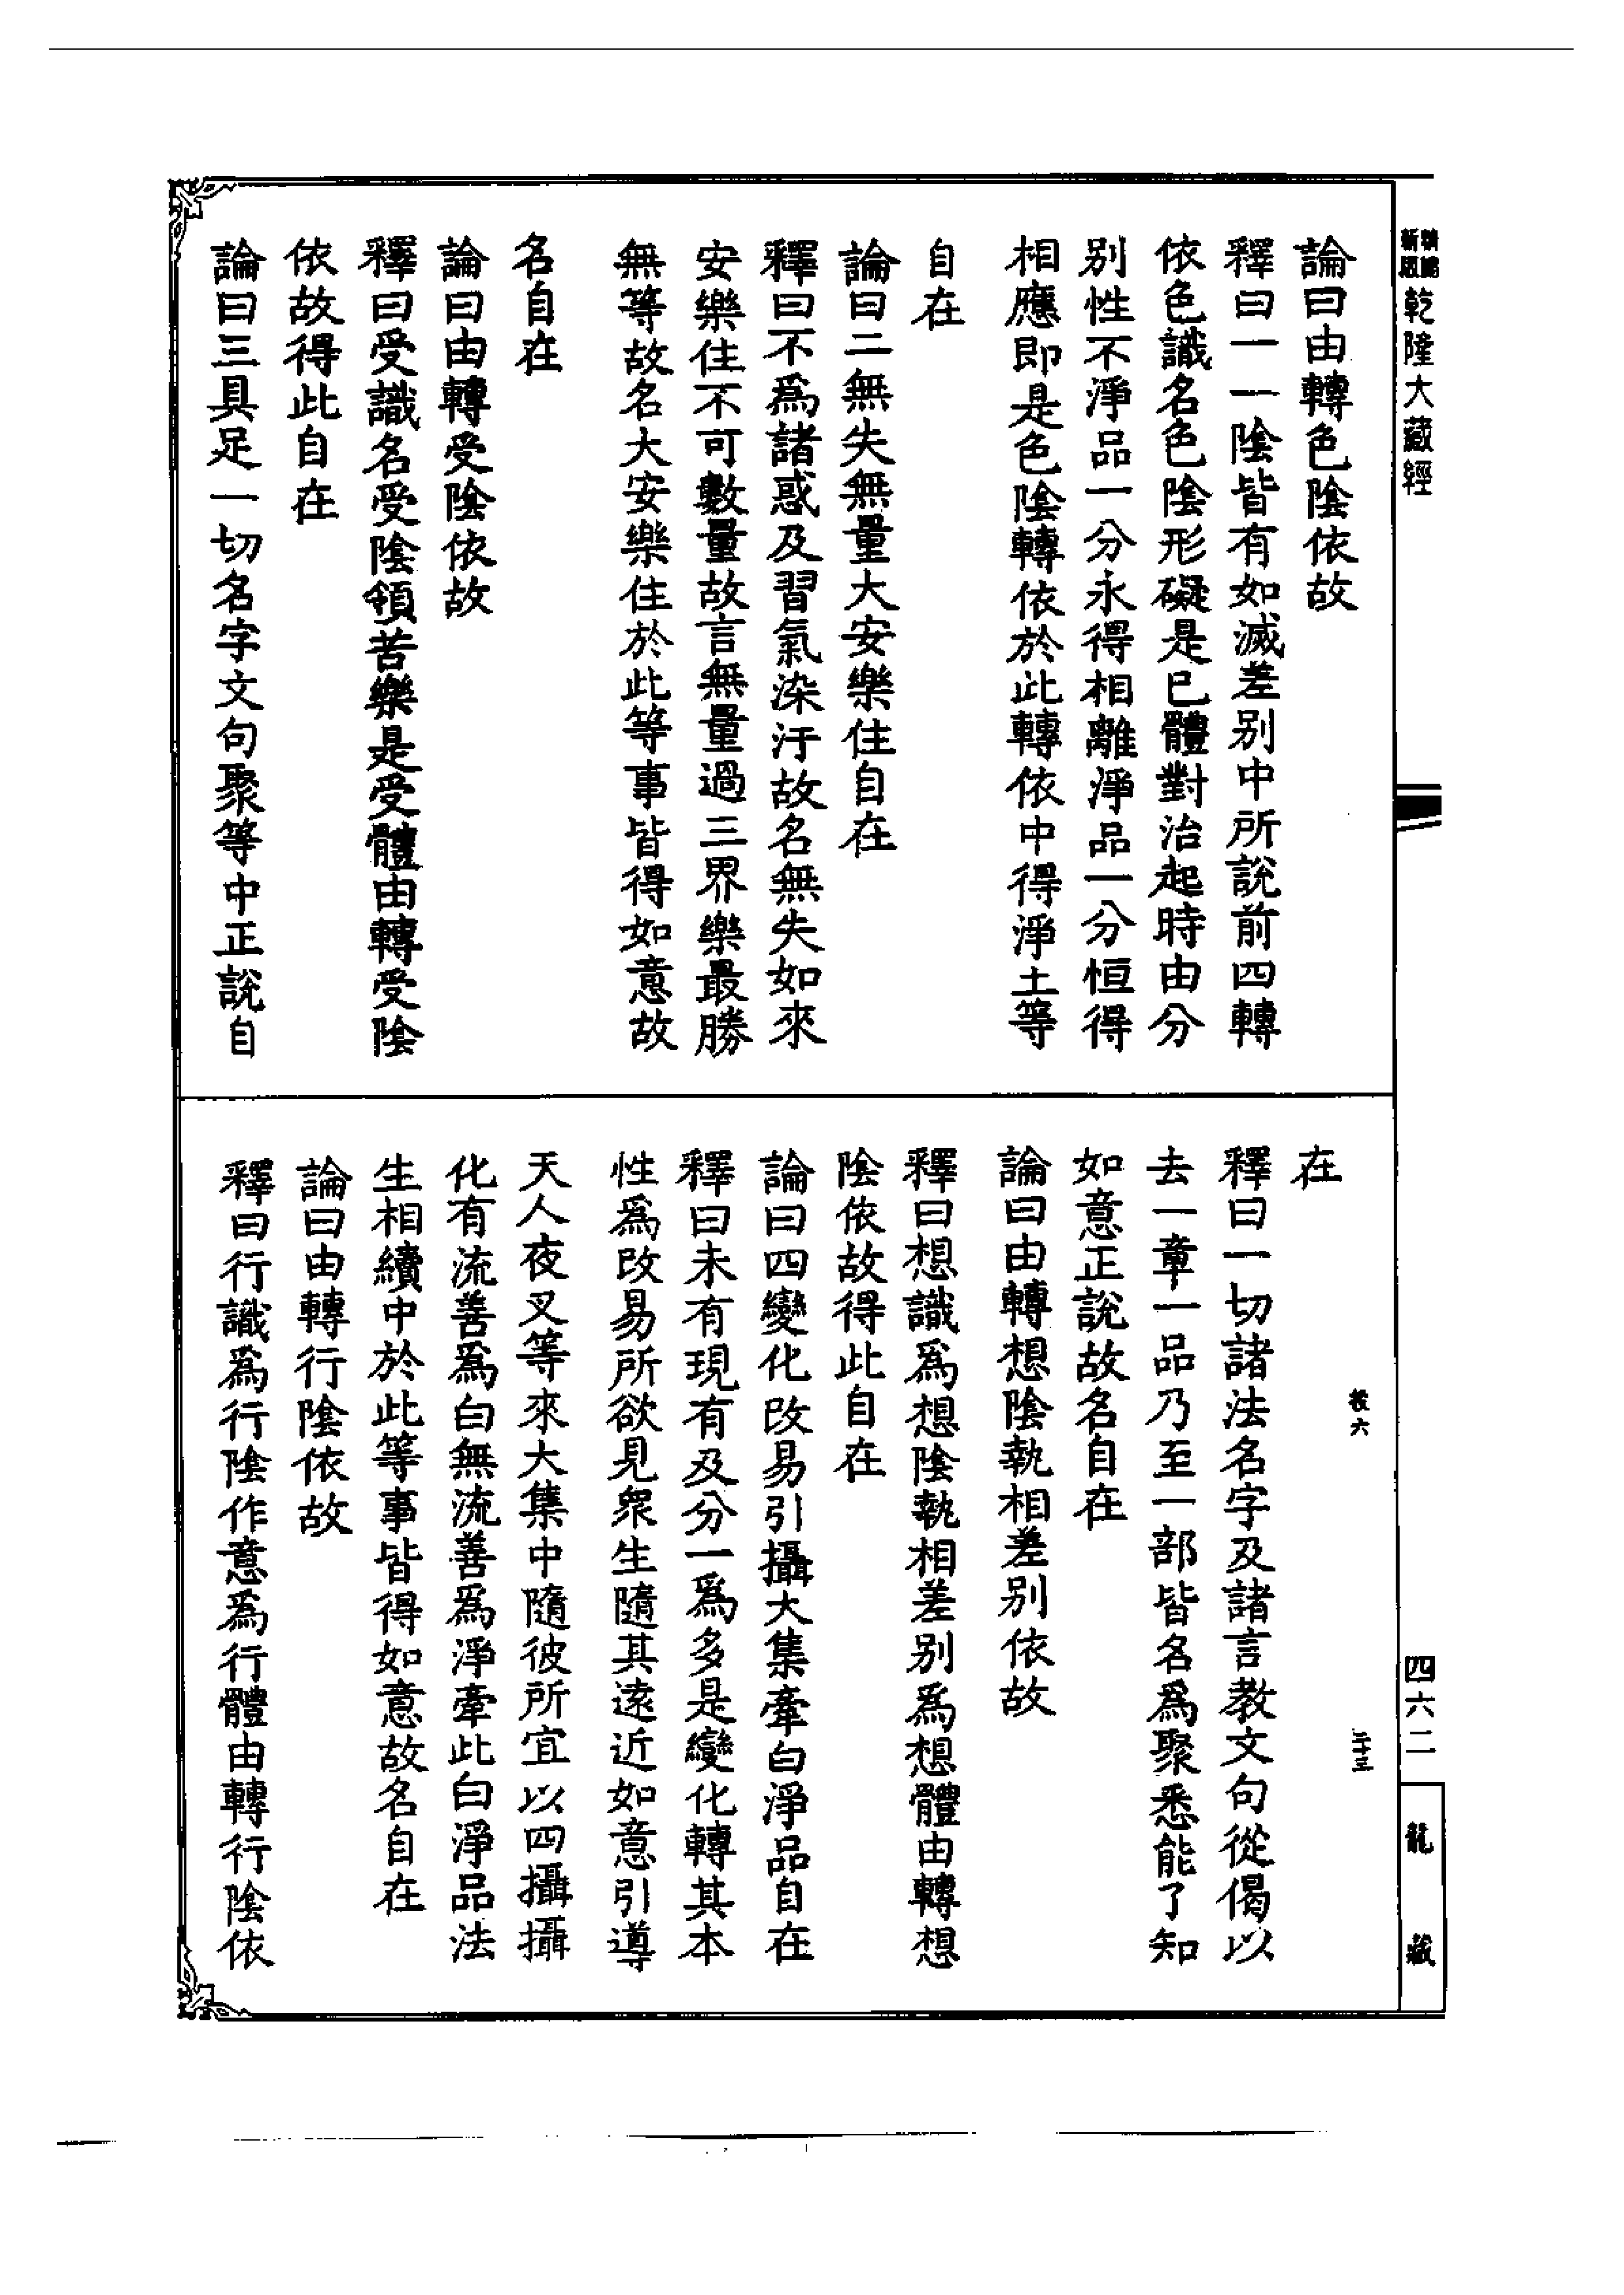 乾隆大藏經
論曰由轉色陰依故
釋曰一一陰皆有如滅差别中所説前四轉
依色識名色陰形礙是已體對治起時由分
别性不淨品一分永得相離淨品一分恒得
相應即是色陰轉依於此轉依中得淨土等
自在
論曰二無失無量大安樂住自在
釋曰不爲諸惑及習氣染汙故名無失如來
安樂住不可數量故言無量過三界樂最勝
無等故名大安樂住於此等事皆得如意故
名自在
論曰由轉受陰依故
釋曰受識名受陰領苦樂是受體由轉受陰
依故得此自在
論曰三具足一切名字文句聚等中正説自
在
釋曰一切諸法名字及諸言教文句從偈以
去一章一品乃至一部皆名爲聚悉能了知
如意正説故名自在
論曰由轉想陰執相差别依故
釋曰想識爲想陰執相差别爲想體由轉想
陰依故得此自在
論曰四變化改易引攝大集牽白淨品自在
釋曰未有現有及分一爲多是變化轉其本
性爲改易所欲見衆生隨其遠近如意引導
天人夜叉等來大集中隨彼所宜以四攝攝
化有流善爲白無流善爲淨牽此白淨品法
生相續中於此等事皆得如意故名自在
論曰由轉行陰依故
釋曰行識爲行陰作意爲行體由轉行陰依
卷六
二十三
四六二
龍藏